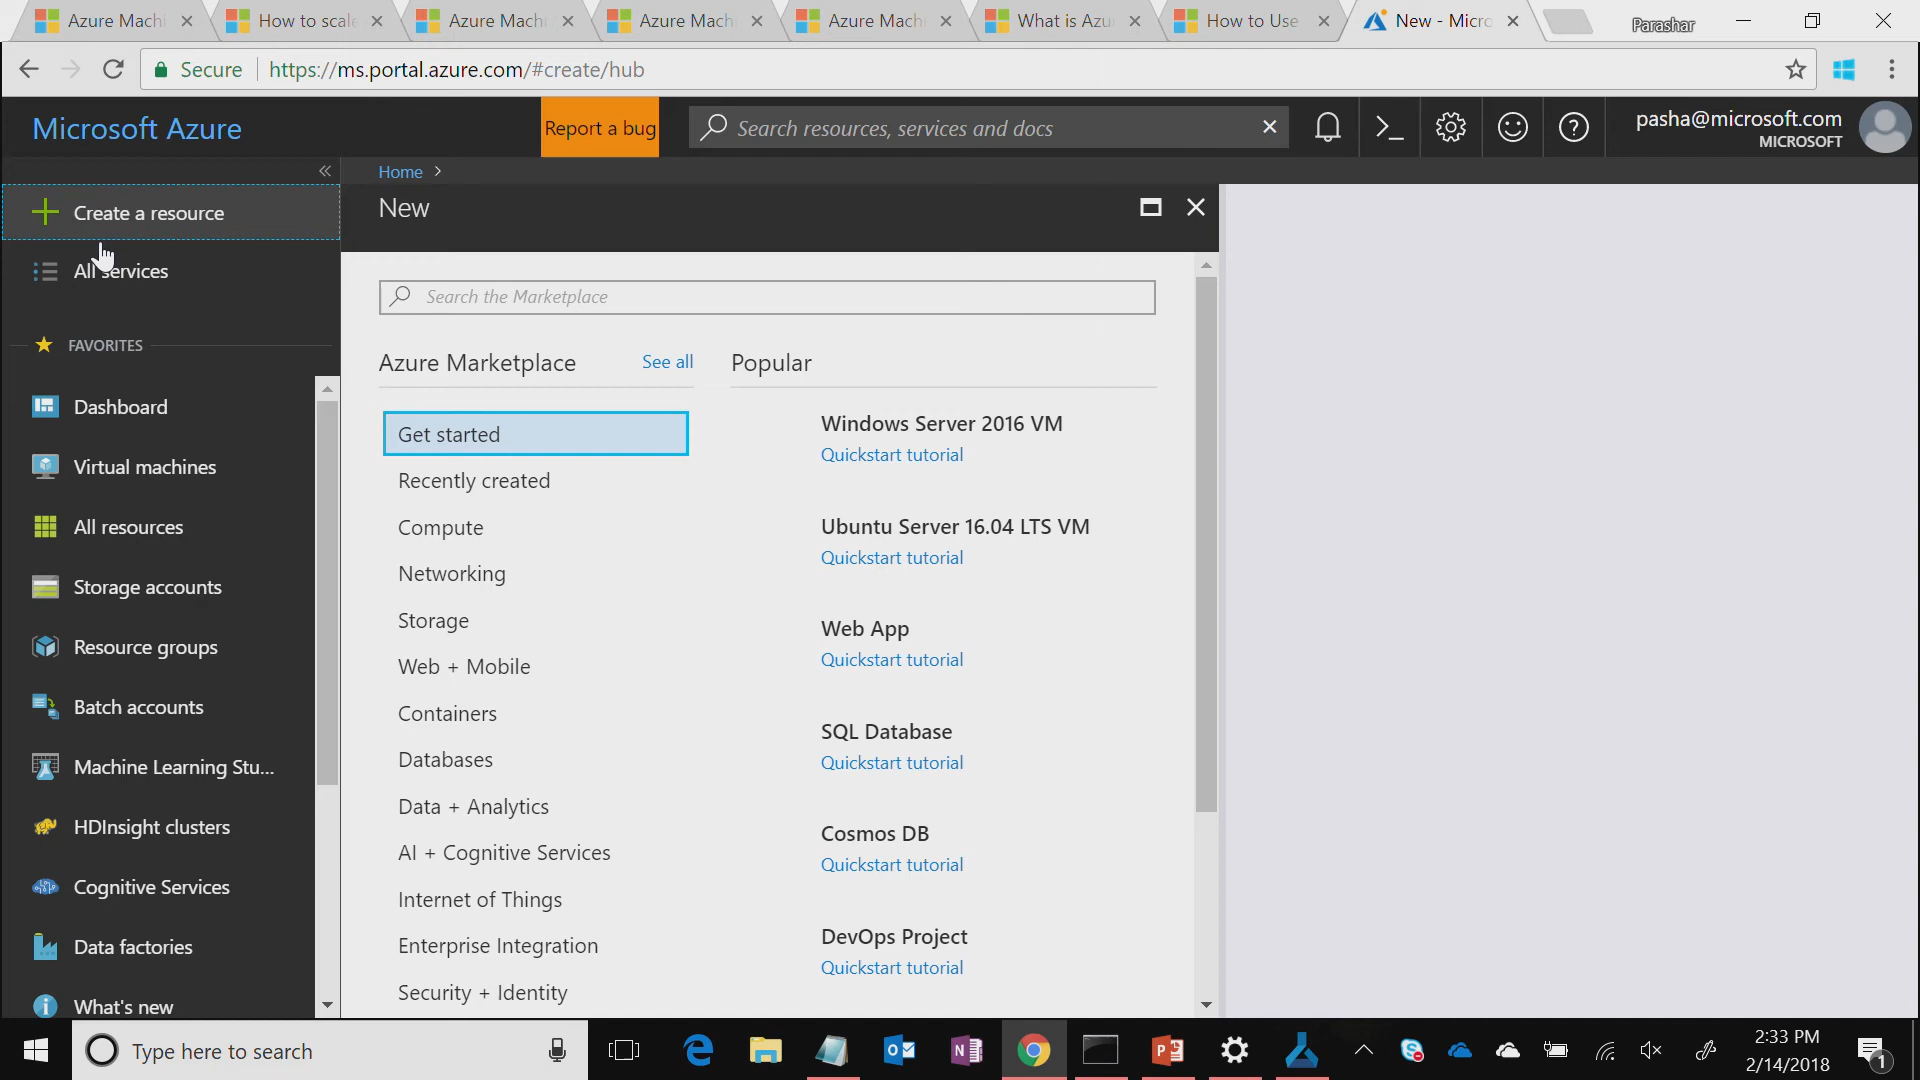 Azure Machi
How to scale
Azure Mach
Azure Mach
Azure Mach
What is Azu
How to Use
New - Micro
Parashar
Secure
https://ms.portal.azure.com/#create/hub
Microsoft Azure
Report a bug
Search resources, services and docs
pasha@microsoft.com
MICROSOFT
Home
Create a resource
All services
FAVORITES
Dashboard
Virtual machines
All resources
Storage accounts
Resource groups
Batch accounts
Machine Learning Stu...
HDInsight clusters
Cognitive Services
Data factories
What's new
New
Search the Marketplace
Azure Marketplace
See all
Popular
Get started
Recently created
Compute
Networking
Storage
Web + Mobile
Containers
Databases
Data + Analytics
AI + Cognitive Services
Internet of Things
Enterprise Integration
Security + Identity
Windows Server 2016 VM
Quickstart tutorial
Ubuntu Server 16.04 LTS VM
Quickstart tutorial
Web App
Quickstart tutorial
SQL Database
Quickstart tutorial
Cosmos DB
Quickstart tutorial
DevOps Project
Quickstart tutorial
Type here to search
2:33 PM
2/14/2018
1